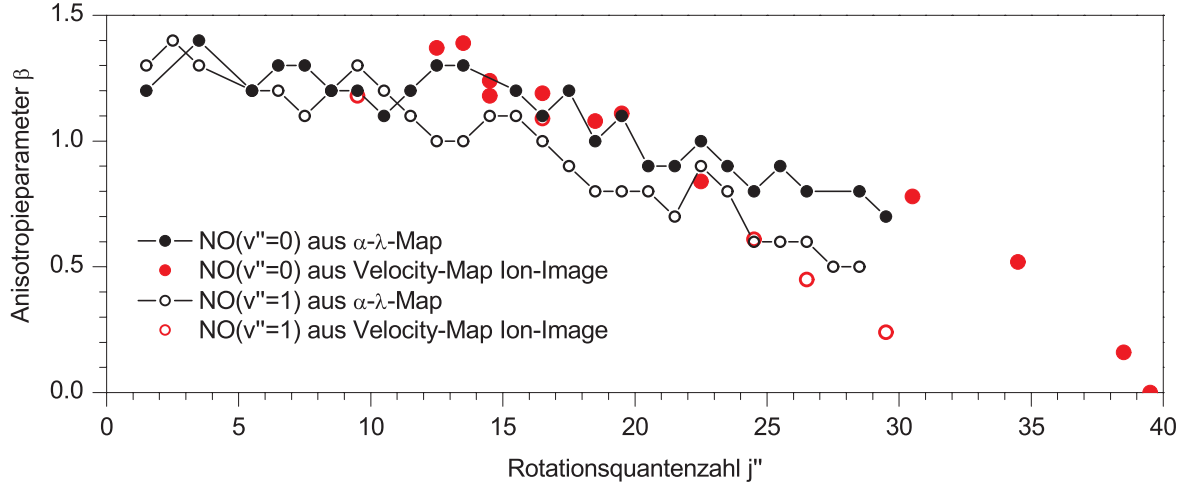 1.5
1.0
0.5
0.0
Anisotropieparameter β
NO(v"=0) aus α-λ-Map
NO(v"=0) aus Velocity-Map Ion-Image
NO(v"=1) aus α-λ-Map
NO(v"=1) aus Velocity-Map Ion-Image
0 5 10 15 20 25 30 35 40
Rotationsquantenzahl j"